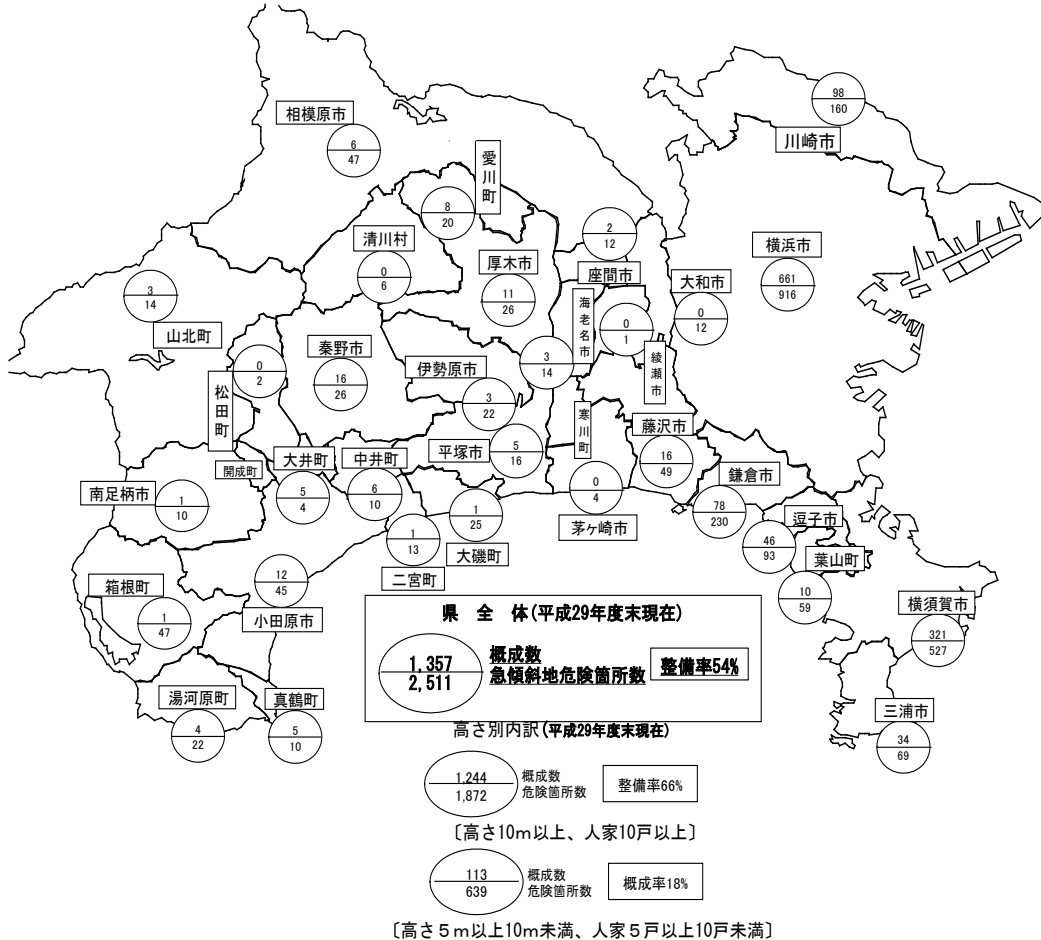 98
160
川崎市
相模原市
6
47
愛川町
8
20
清川村
0
6
厚木市
11
26
2
12
座間市
横浜市
661
916
大和市
0
12
3
14
山北町
海老名市
0
1
綾瀬市
3
14
秦野市
16
26
伊勢原市
3
22
0
2
松田町
寒川町
藤沢市
16
49
平塚市
5
16
開成町
大井町
5
4
中井町
6
10
南足柄市
1
10
0
4
茅ヶ崎市
鎌倉市
78
230
逗子市
46
93
葉山町
10
59
1
25
大磯町
1
13
二宮町
箱根町
1
47
12
45
小田原市
横須賀市
321
527
県 全 体(平成29年度末現在)
1,357
2,511
概成数
急傾斜地危険箇所数
整備率54%
湯河原町
4
22
真鶴町
5
10
三浦市
34
69
高さ別内訳(平成29年度末現在)
1,244
1,872
概成数
危険箇所数
整備率66%
〔高さ10m以上、人家10戸以上〕
113
639
概成数
危険箇所数
概成率18%
〔高さ5m以上10m未満、人家5戸以上10戸未満〕